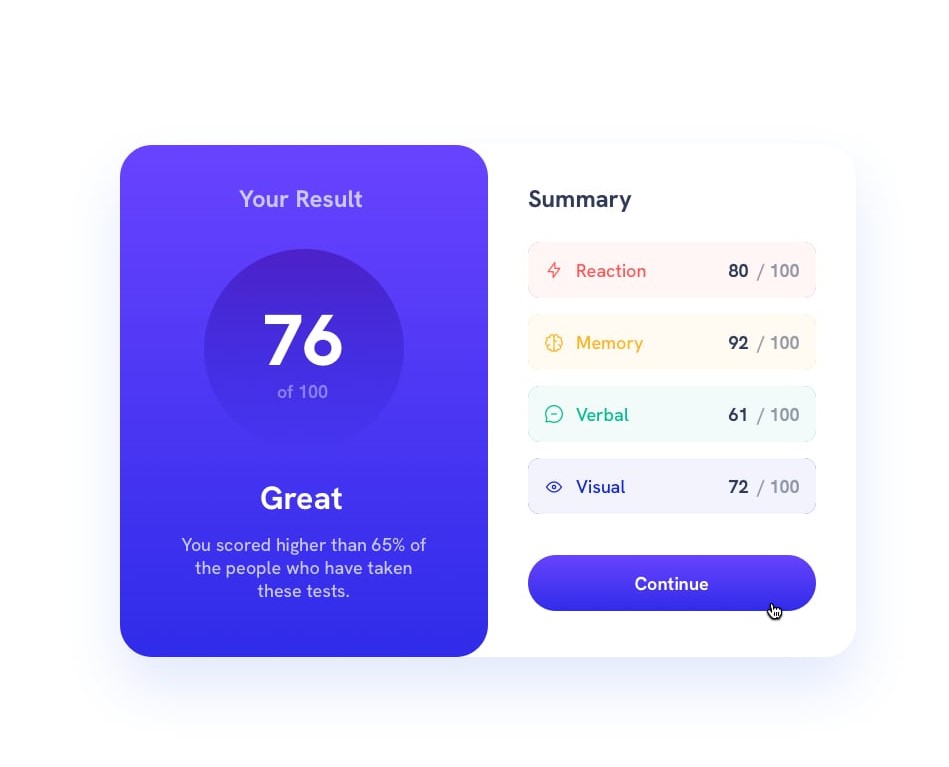 Your Result
76
of 100
Great
You scored higher than 65% of
the people who have taken
these tests.
Summary
Reaction 80 / 100
Memory 92 / 100
Verbal 61 / 100
Visual 72 / 100
Continue